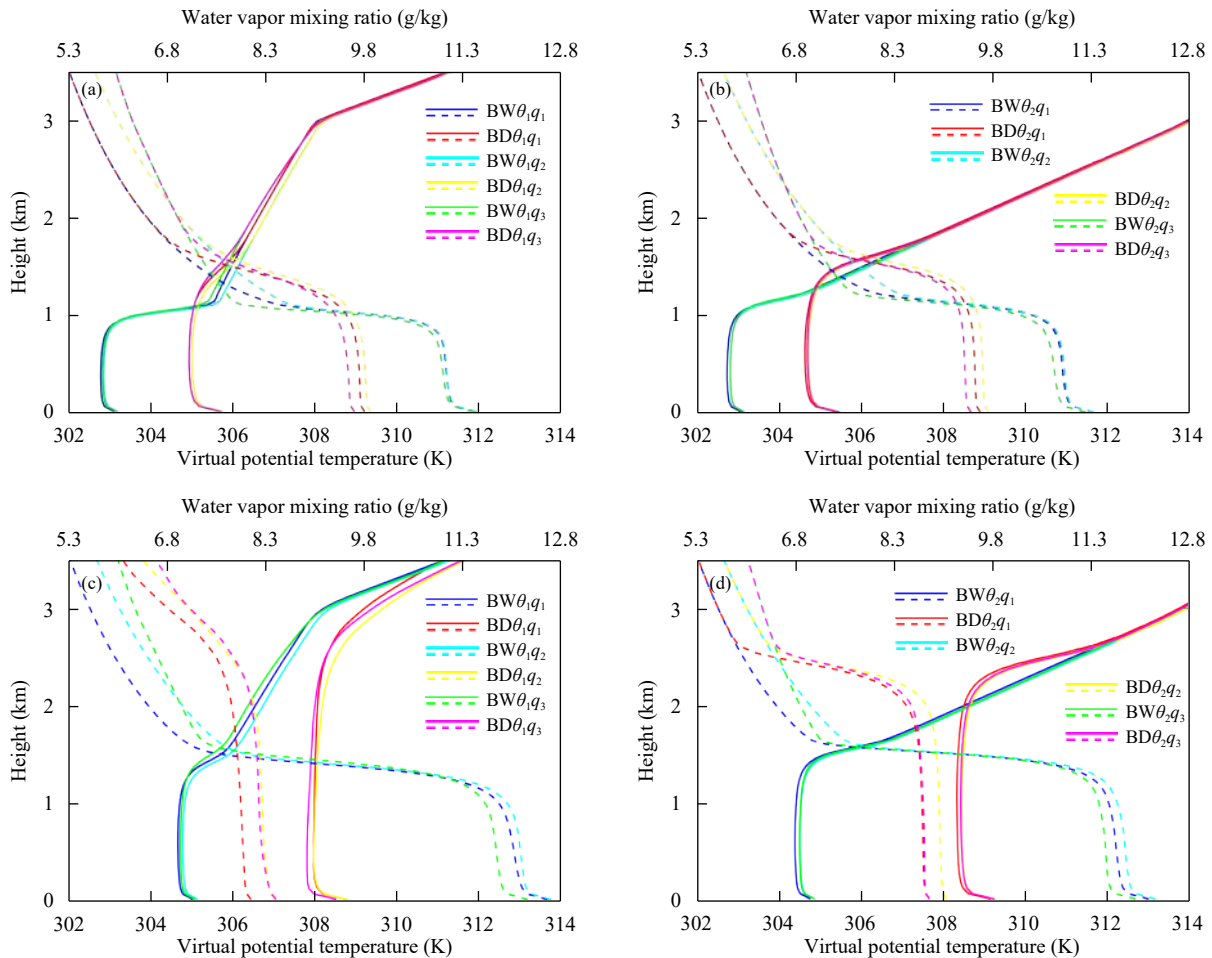 Water vapor mixing ratio (g/kg)
5.3 6.8 8.3 9.8 11.3 12.8
(a)
BWθ₁q₁
BDθ₁q₁
BWθ₁q₂
BDθ₁q₂
BWθ₁q₃
BDθ₁q₃
Height (km)
3
2
1
0
302 304 306 308 310 312 314
Virtual potential temperature (K)
Water vapor mixing ratio (g/kg)
5.3 6.8 8.3 9.8 11.3 12.8
(b)
BWθ₂q₁
BDθ₂q₁
BWθ₂q₂
BDθ₂q₂
BWθ₂q₃
BDθ₂q₃
Height (km)
3
2
1
0
302 304 306 308 310 312 314
Virtual potential temperature (K)
Water vapor mixing ratio (g/kg)
5.3 6.8 8.3 9.8 11.3 12.8
(c)
BWθ₁q₁
BDθ₁q₁
BWθ₁q₂
BDθ₁q₂
BWθ₁q₃
BDθ₁q₃
Height (km)
3
2
1
0
302 304 306 308 310 312 314
Virtual potential temperature (K)
Water vapor mixing ratio (g/kg)
5.3 6.8 8.3 9.8 11.3 12.8
(d)
BWθ₂q₁
BDθ₂q₁
BWθ₂q₂
BDθ₂q₂
BWθ₂q₃
BDθ₂q₃
Height (km)
3
2
1
0
302 304 306 308 310 312 314
Virtual potential temperature (K)